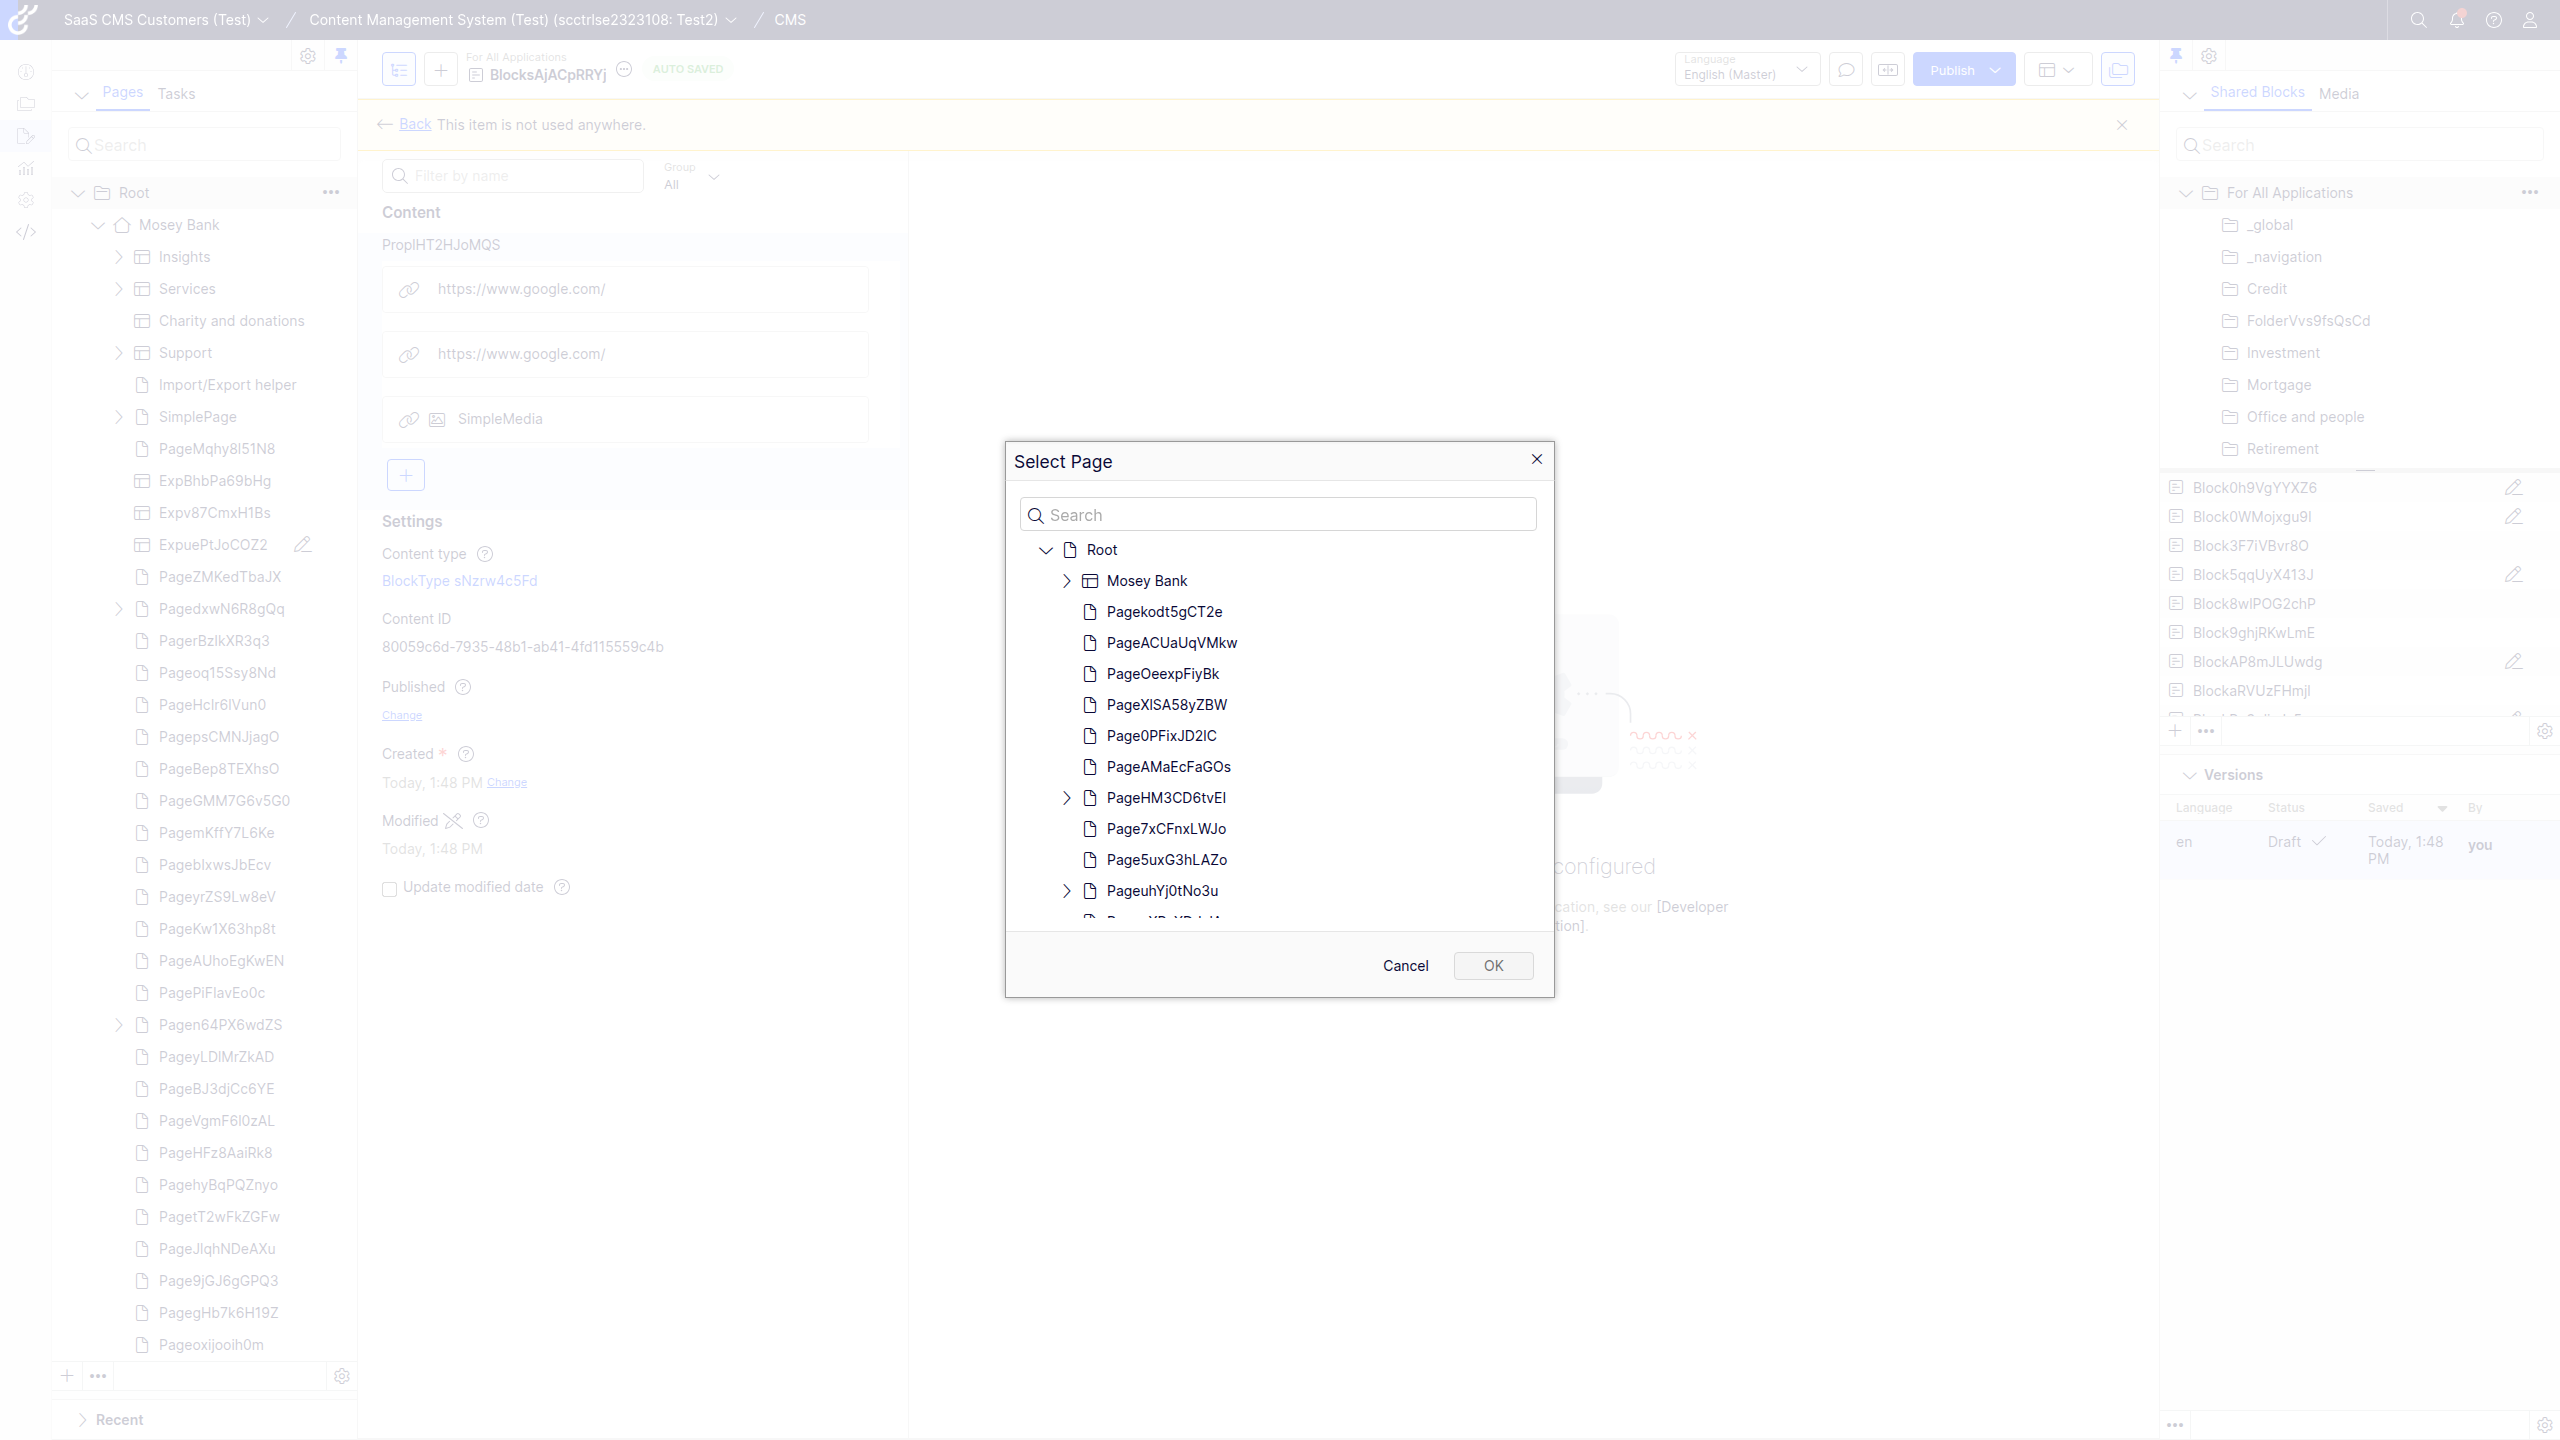 SaaS CMS Customers (Test) / Content Management System (Test) (scctrlse2323108: Test2) / CMS
Pages Tasks
Search
Root
Mosey Bank
Insights
Services
Charity and donations
Support
Import/Export helper
SimplePage
PageMqhy8I51N8
ExpBhbPa69bHg
Expv87CmxH1Bs
ExpuePtJoCOZ2
PageZMKedTbaJX
PagedxwN6R8gQq
PagerBzlkXR3q3
Pageoq15Ssy8Nd
PageHclr6lVun0
PagepsCMNJjagO
PageBep8TEXhsO
PageGMM7G6v5G0
PagemKffY7L6Ke
PageblxwsJbEcv
PageyrZS9Lw8eV
PageKw1X63hp8t
PageAUhoEgKwEN
PagePiFlavEo0c
Pagen64PX6wdZS
PageyLDlMrZkAD
PageBJ3djCc6YE
PageVgmF6l0zAL
PageHFz8AaiRk8
PagehyBqPQZnyo
PagetT2wFkZGFw
PageJlqhNDeAXu
Page9jGJ6gGPQ3
PagegHb7k6H19Z
Pageoxijooih0m
Recent
For All Applications
BlocksAjACpRRYj
AUTO SAVED
Language
English (Master)
Publish
Back This item is not used anywhere.
Filter by name
Group
All
Content
PropIHT2HJoMQS
https://www.google.com/
https://www.google.com/
SimpleMedia
Settings
Content type
BlockType sNzrw4c5Fd
Content ID
80059c6d-7935-48b1-ab41-4fd115559c4b
Published
Change
Created *
Today, 1:48 PM Change
Modified
Today, 1:48 PM
Update modified date
Select Page
Search
Root
Mosey Bank
Pagekodt5gCT2e
PageACUaUqVMkw
PageOeexpFiyBk
PageXlSA58yZBW
Page0PFixJD2lC
PageAMaEcFaGOs
PageHM3CD6tvEl
Page7xCFnxLWJo
Page5uxG3hLAZo
PageuhYj0tNo3u
Cancel OK
configured
cation, see our [Developer
tion].
Shared Blocks Media
Search
For All Applications
_global
_navigation
Credit
FolderVvs9fsQsCd
Investment
Mortgage
Office and people
Retirement
Block0h9VgYYXZ6
Block0WMojxgu9l
Block3F7iVBvr8O
Block5qqUyX413J
Block8wlPOG2chP
Block9ghjRKwLmE
BlockAP8mJLUwdg
BlockaRVUzFHmjl
Versions
Language Status Saved By
en Draft Today, 1:48 PM you